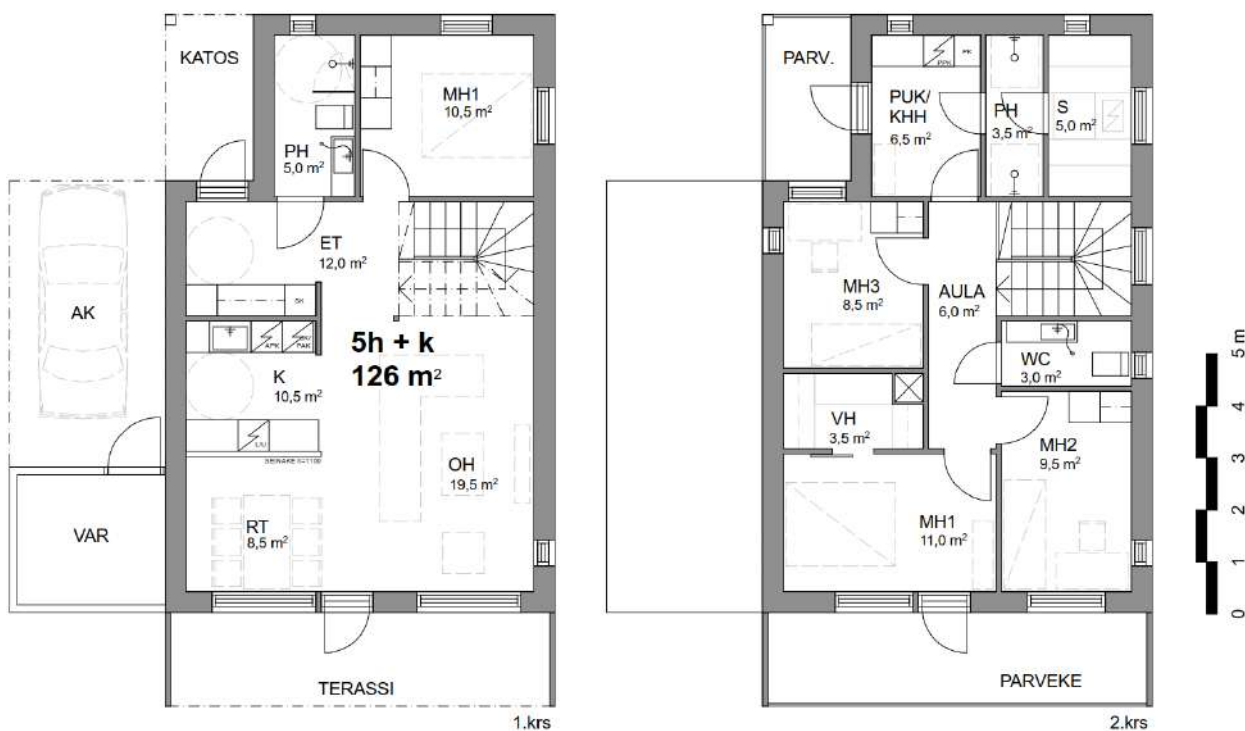 KATOS
MH1
10,5 m²
PH
5,0 m²
ET
12,0 m²
SK
AK
5h + k
126 m²
APK
K
10,5 m²
OH
19,5 m²
RT
8,5 m²
VAR
TERASSI
1.krs
PARV.
PPK
PK
PUK/
KHH
6,5 m²
PH
3,5 m²
S
5,0 m²
MH3
8,5 m²
AULA
6,0 m²
WC
3,0 m²
VH
3,5 m²
MH2
9,5 m²
MH1
11,0 m²
PARVEKE
2.krs
5 m
4
3
2
1
0